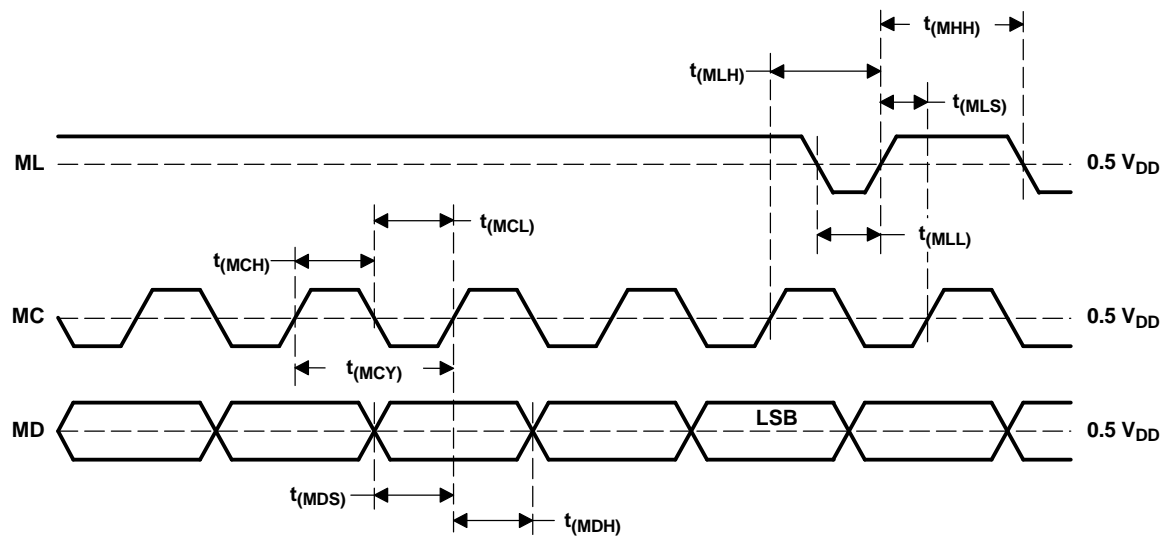 t(MHH)
t(MLH)
t(MLS)
ML
0.5 VDD
t(MCL)
t(MLL)
t(MCH)
MC
0.5 VDD
t(MCY)
LSB
MD
0.5 VDD
t(MDS)
t(MDH)